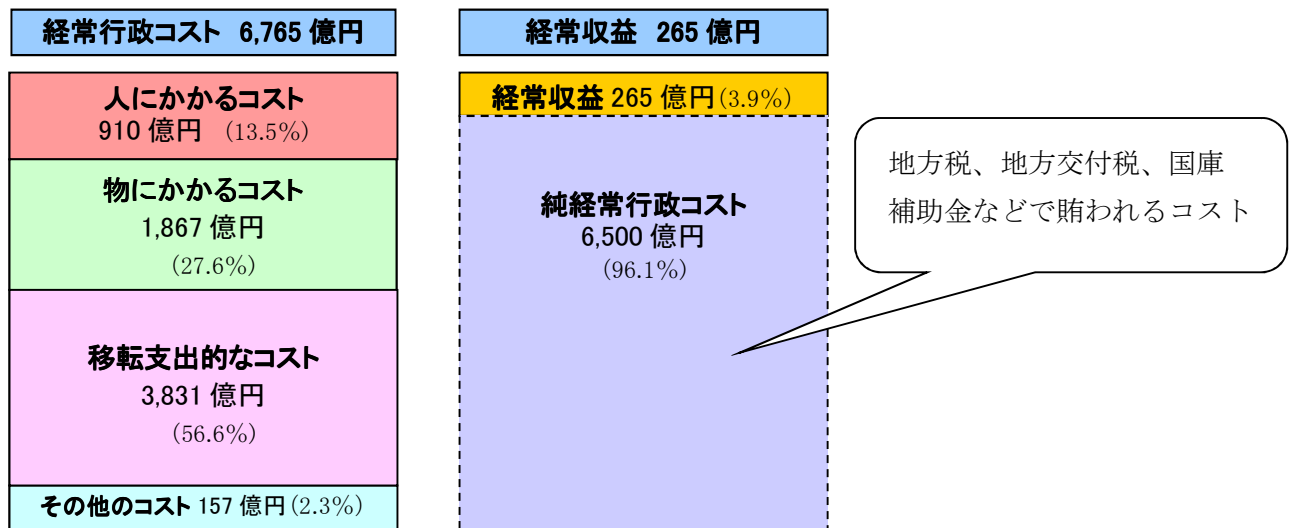 経常行政コスト 6,765 億円
人にかかるコスト
910 億円 (13.5%)
物にかかるコスト
1,867 億円
(27.6%)
移転支出的なコスト
3,831 億円
(56.6%)
その他のコスト 157 億円(2.3%)
経常収益 265 億円
経常収益 265 億円(3.9%)
純経常行政コスト
6,500 億円
(96.1%)
地方税、地方交付税、国庫
補助金などで賄われるコスト